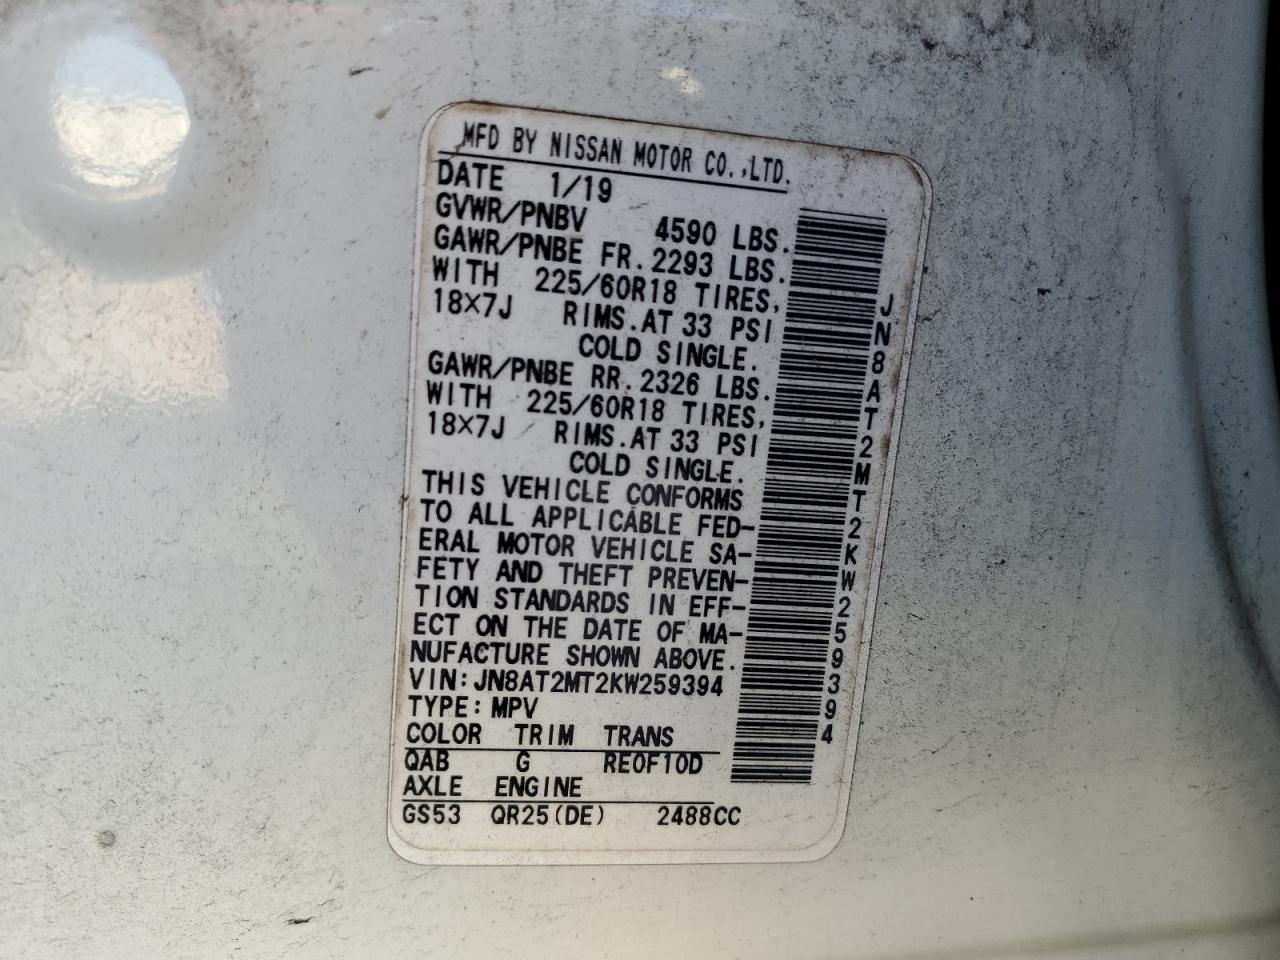 MFD BY NISSAN MOTOR CO.,LTD.
DATE 1/19
GVWR/PNBV 4590 LBS.
GAWR/PNBE FR.2293 LBS.
WITH 225/60R18 TIRES,
18×7J RIMS.AT 33 PSI
COLD SINGLE.
GAWR/PNBE RR.2326 LBS.
WITH 225/60R18 TIRES,
18×7J RIMS.AT 33 PSI
COLD SINGLE.
THIS VEHICLE CONFORMS
TO ALL APPLICABLE FED-
ERAL MOTOR VEHICLE SA-
FETY AND THEFT PREVEN-
TION STANDARDS IN EFF-
ECT ON THE DATE OF MA-
NUFACTURE SHOWN ABOVE.
VIN:JN8AT2MT2KW259394
TYPE:MPV
COLOR TRIM TRANS
QAB G RE0F10D
AXLE ENGINE
GS53 QR25(DE) 2488CC
JN8AT2MT2KW259394